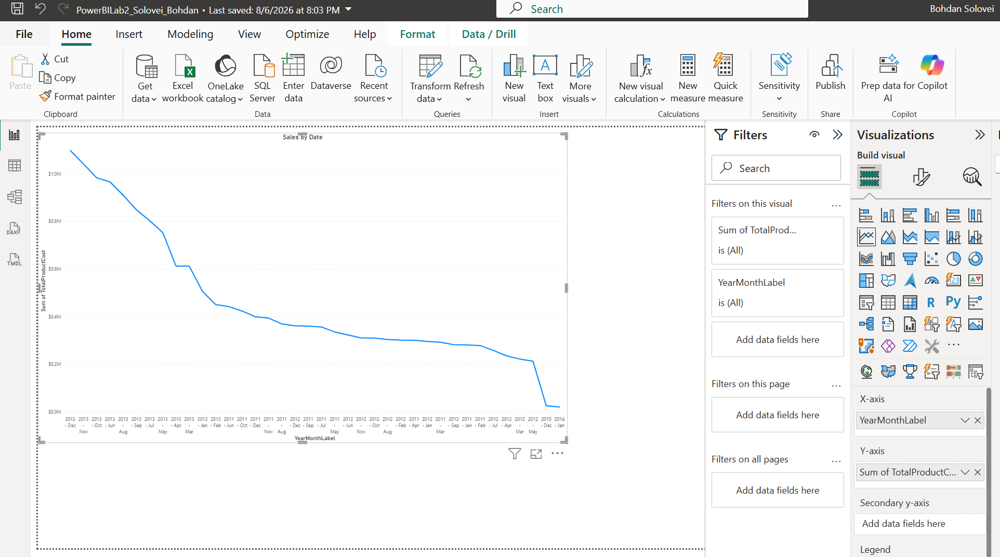 PowerBILab2_Solovei_Bohdan • Last saved: 8/6/2026 at 8:03 PM
Search
Bohdan Solovei
File
Home
Insert
Modeling
View
Optimize
Help
Format
Data / Drill
Paste
Cut
Copy
Format painter
Clipboard
Get
data
Excel
workbook
OneLake
catalog
SQL
Server
Enter
data
Dataverse
Recent
sources
Data
Transform
data
Refresh
Queries
New
visual
Text
box
More
visuals
Insert
New visual
calculation
New
measure
Quick
measure
Calculations
Sensitivity
Sensitivity
Publish
Share
Prep data for
AI
Copilot
Copilot
DAX
TMDL
Sales by Date
Sum of TotalProductCost
$1.0M
$0.8M
$0.6M
$0.4M
$0.2M
$0.0M
2013 - Dec
2013 - Nov
2013 - Oct
2013 - Jun
2013 - Aug
2013 - Sep
2013 - Jul
2013 - May
2013 - Apr
2013 - Mar
2013 - Jan
2013 - Feb
2011 - Jun
2011 - Oct
2011 - Dec
2011 - Nov
2011 - Aug
2012 - Dec
2011 - Sep
2011 - Jul
2011 - May
2012 - Jun
2012 - Nov
2012 - Oct
2012 - Aug
2012 - Feb
2011 - Apr
2012 - Jan
2011 - Mar
2012 - Sep
2011 - Jan
2011 - Feb
2012 - Jul
2012 - Apr
2012 - Mar
2012 - May
2010 - Dec
2014 - Jan
YearMonthLabel
Filters
Search
Filters on this visual
Sum of TotalProd...
is (All)
YearMonthLabel
is (All)
Add data fields here
Filters on this page
Add data fields here
Filters on all pages
Add data fields here
Visualizations
Build visual
123
R
Py
X-axis
YearMonthLabel
Y-axis
Sum of TotalProductC...
Secondary y-axis
Add data fields here
Legend